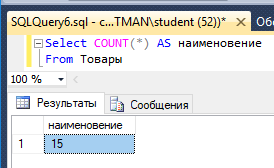 SQLQuery6.sql - c...TMAN\student (52))*
Обо
Select COUNT(*) AS наименование
From Товары
100 %
Результаты
Сообщения
наименование
1
15